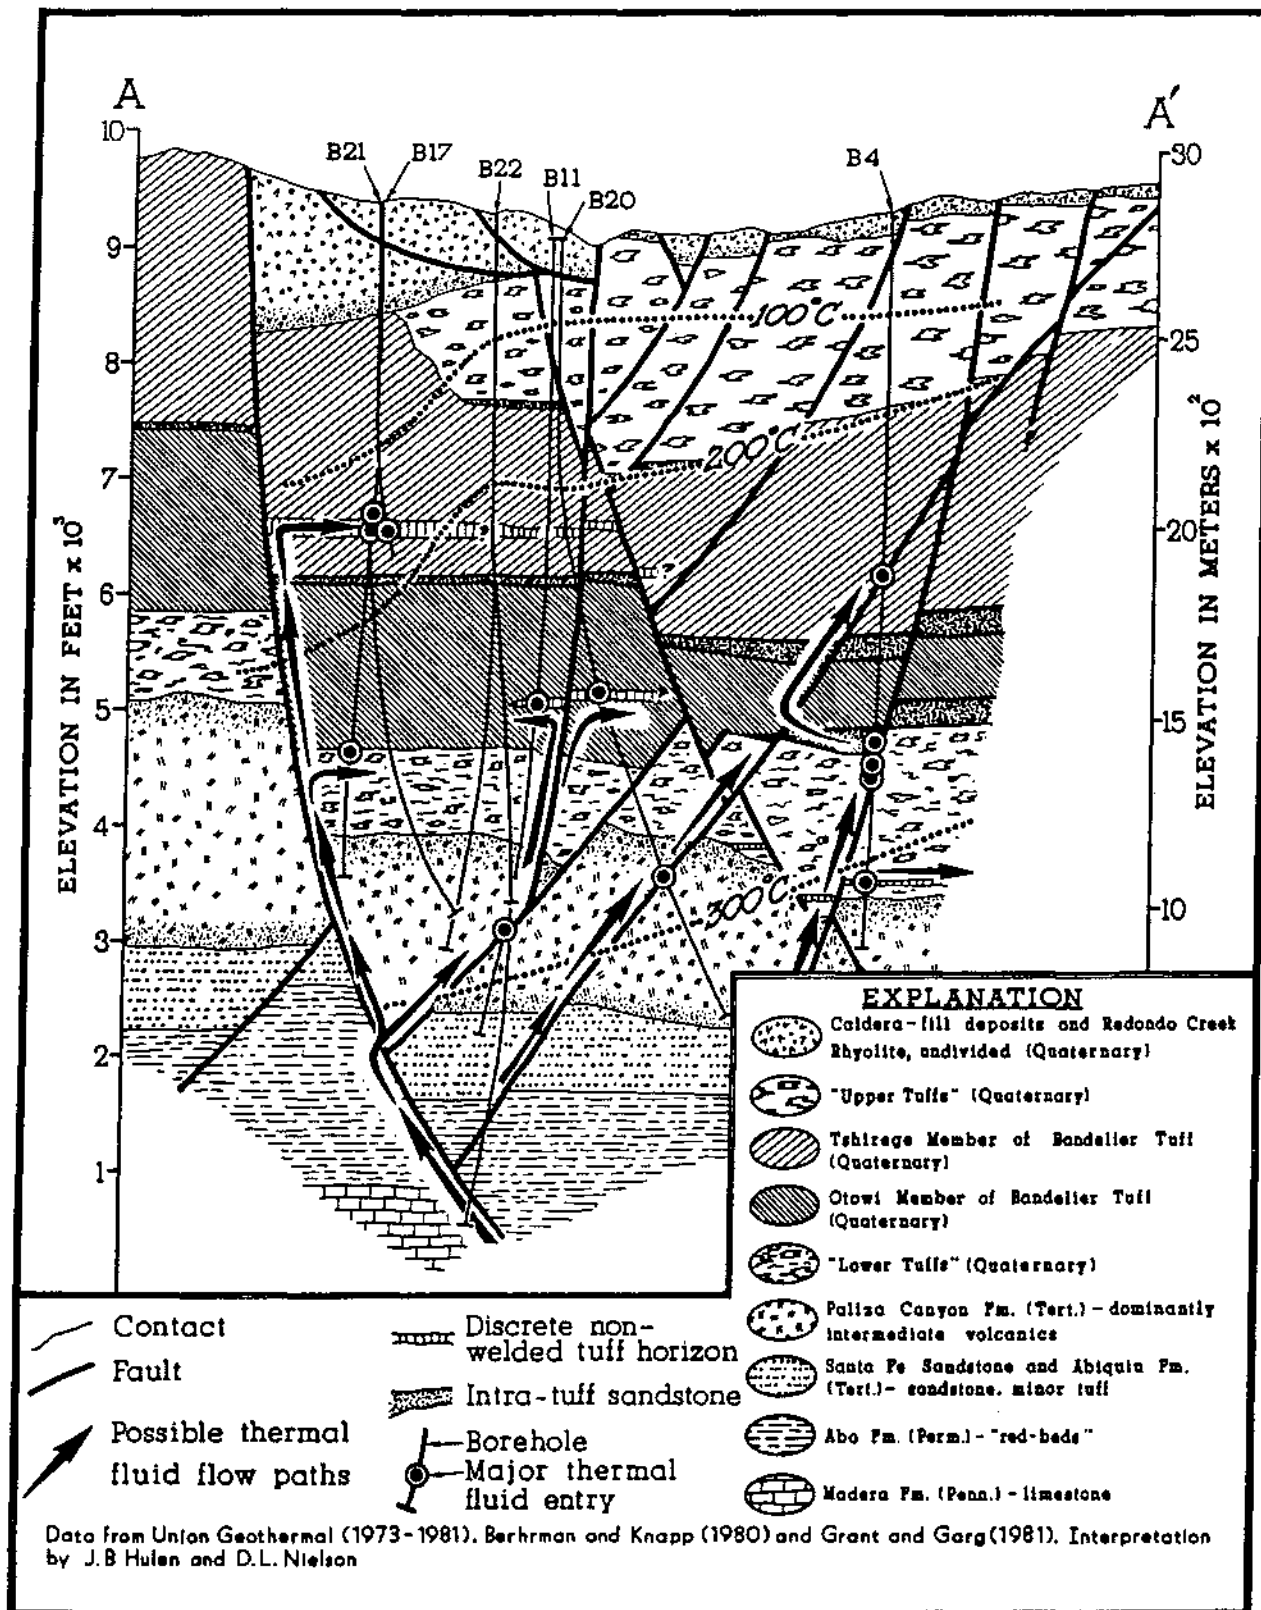 A
A'
10
9
8
7
6
5
4
3
2
1
ELEVATION IN FEET x 10³
30
25
20
15
10
ELEVATION IN METERS x 10²
B21
B17
B22
B11
B20
B4
100°C
200°C
300°C
EXPLANATION
Caldera-fill deposits and Redondo Creek
Rhyolite, undivided (Quaternary)
"Upper Tuffs" (Quaternary)
Tshirege Member of Bandelier Tuff
(Quaternary)
Otowi Member of Bandelier Tuff
(Quaternary)
"Lower Tuffs" (Quaternary)
Paliza Canyon Fm. (Tert.) - dominantly
intermediate volcanics
Santa Fe Sandstone and Abiquiu Fm.
(Tert.) - sandstone, minor tuff
Abo Fm. (Perm.) - "red-beds"
Madera Fm. (Penn.) - limestone
Contact
Fault
Possible thermal
fluid flow paths
Discrete non-
welded tuff horizon
Intra-tuff sandstone
Borehole
Major thermal
fluid entry
Data from Union Geothermal (1973-1981), Berhrman and Knapp (1980) and Grant and Garg (1981). Interpretation
by J.B Hulen and D.L. Nielson